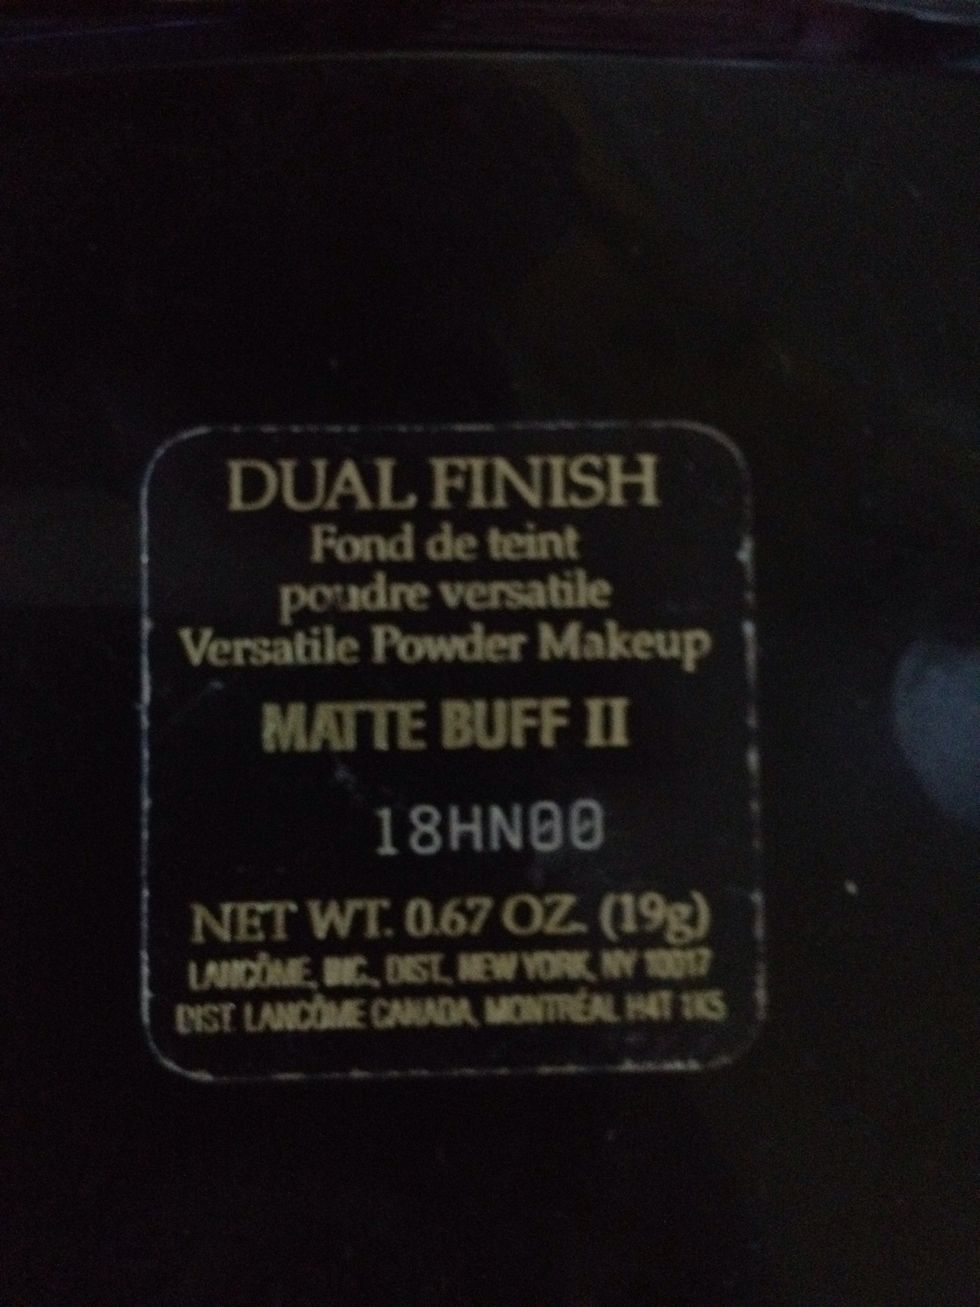 DUAL FINISH
Fond de teint
poudre versatile
Versatile Powder Makeup
MATTE BUFF II
18HN00
NET WT. 0.67 OZ. (19g)
LANCÔME, INC., DIST., NEW YORK, NY 10017
DIST. LANCÔME CANADA, MONTRÉAL H4T 1K5